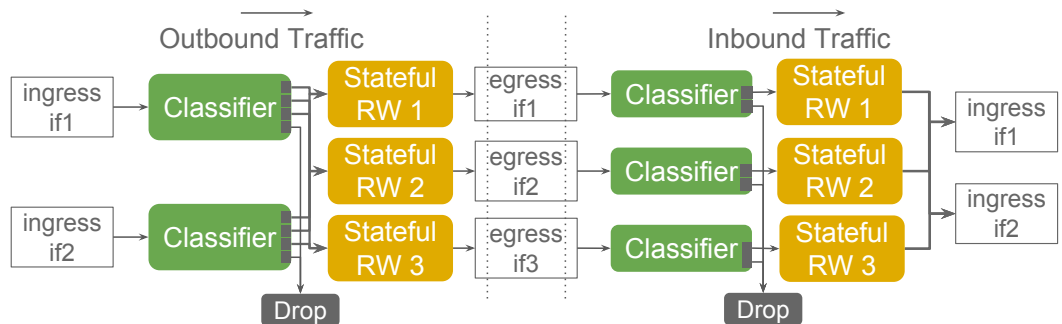 Outbound Traffic
Inbound Traffic
ingress
if1
Classifier
Stateful
RW 1
egress
if1
Classifier
Stateful
RW 1
ingress
if1
Stateful
RW 2
egress
if2
Classifier
Stateful
RW 2
ingress
if2
Classifier
Stateful
RW 3
egress
if3
Classifier
Stateful
RW 3
ingress
if2
Drop
Drop